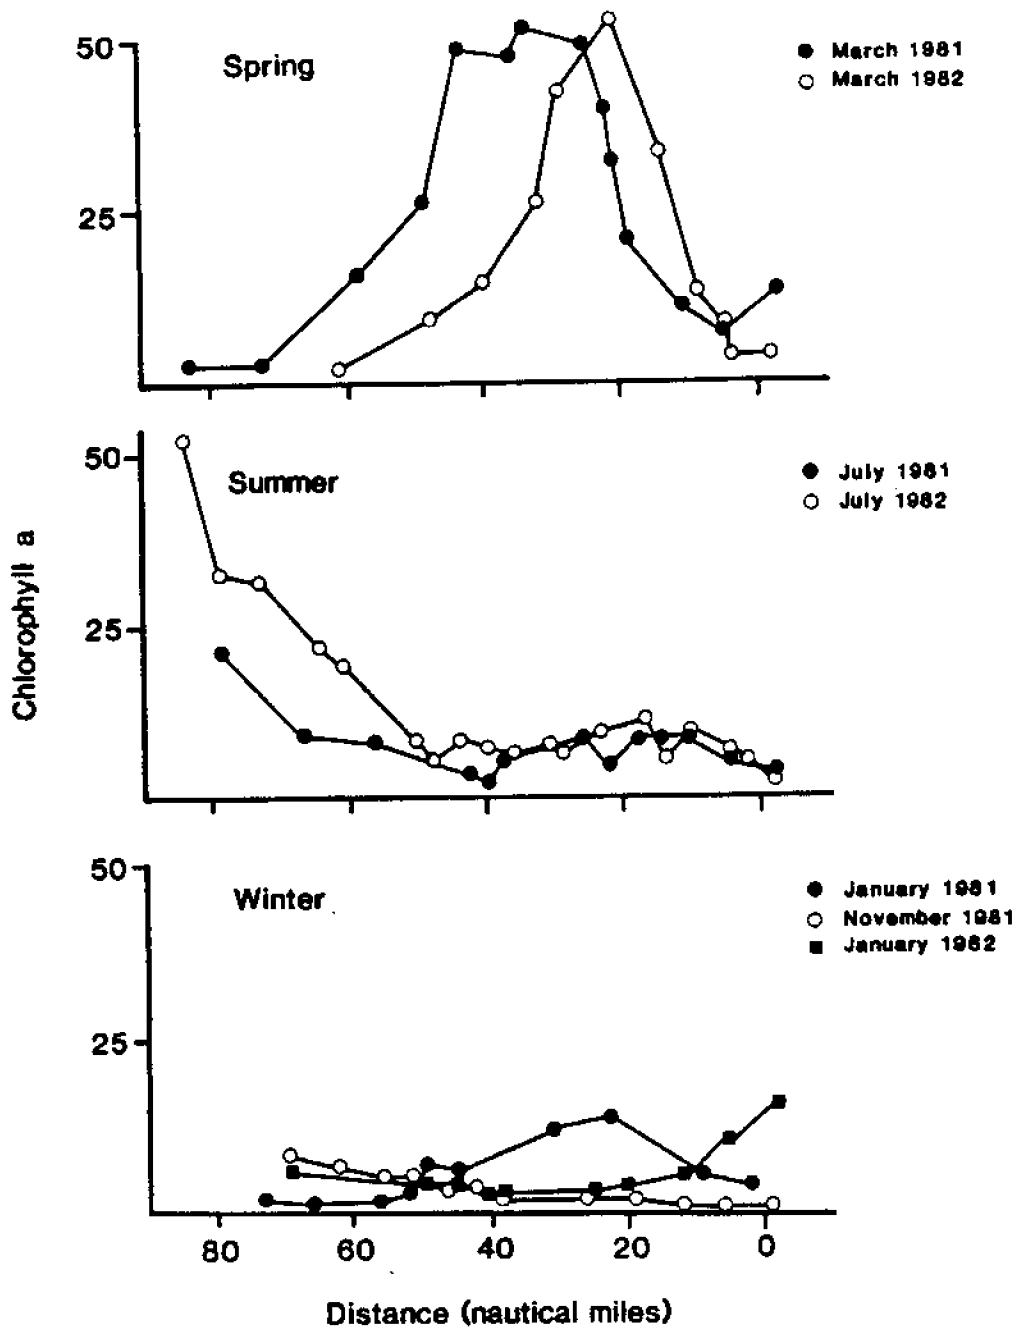 Spring
50
25
March 1981
March 1982
Summer
50
25
July 1981
July 1982
Chlorophyll a
Winter
50
25
January 1981
November 1981
January 1982
80 60 40 20 0
Distance (nautical miles)